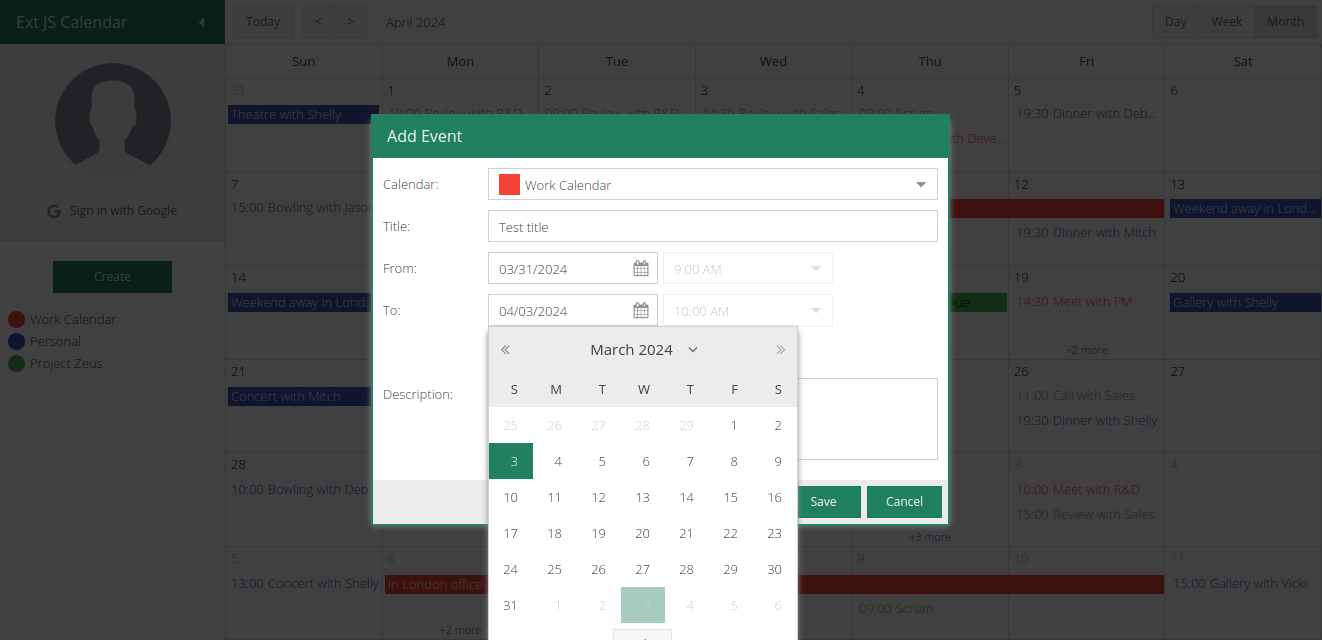 Ext JS Calendar
Today < > April 2024 Day Week Month
Sun Mon Tue Wed Thu Fri Sat
31 1 2 3 4 5 6
Theatre with Shelly 10:00 Review with R&D 09:00 Review with R&D 14:30 Review with Sales 09:00 Scrum 19:30 Dinner with Deb...
with Deve...
Add Event
Calendar: Work Calendar
Title: Test title
From: 03/31/2024 9:00 AM
To: 04/03/2024 10:00 AM
March 2024
S M T W T F S
25 26 27 28 29 1 2
3 4 5 6 7 8 9
10 11 12 13 14 15 16
17 18 19 20 21 22 23
24 25 26 27 28 29 30
31 1 2 3 4 5 6
Description:
Save Cancel
Sign in with Google
Create
Work Calendar
Personal
Project Zeus
7 12 13
15:00 Bowling with Jason Weekend away in Lond...
19:30 Dinner with Mitch
14 19 20
Weekend away in Lond... Due 14:30 Meet with PM Gallery with Shelly
+2 more
21 26 27
Concert with Mitch 11:00 Call with Sales
19:30 Dinner with Shelly
28 3 4
10:00 Bowling with Deb 10:00 Meet with R&D
15:00 Review with Sales
+3 more
5 6 9 10 11
13:00 Concert with Shelly In London office 15:00 Gallery with Vicki
09:00 Scrum
+2 more